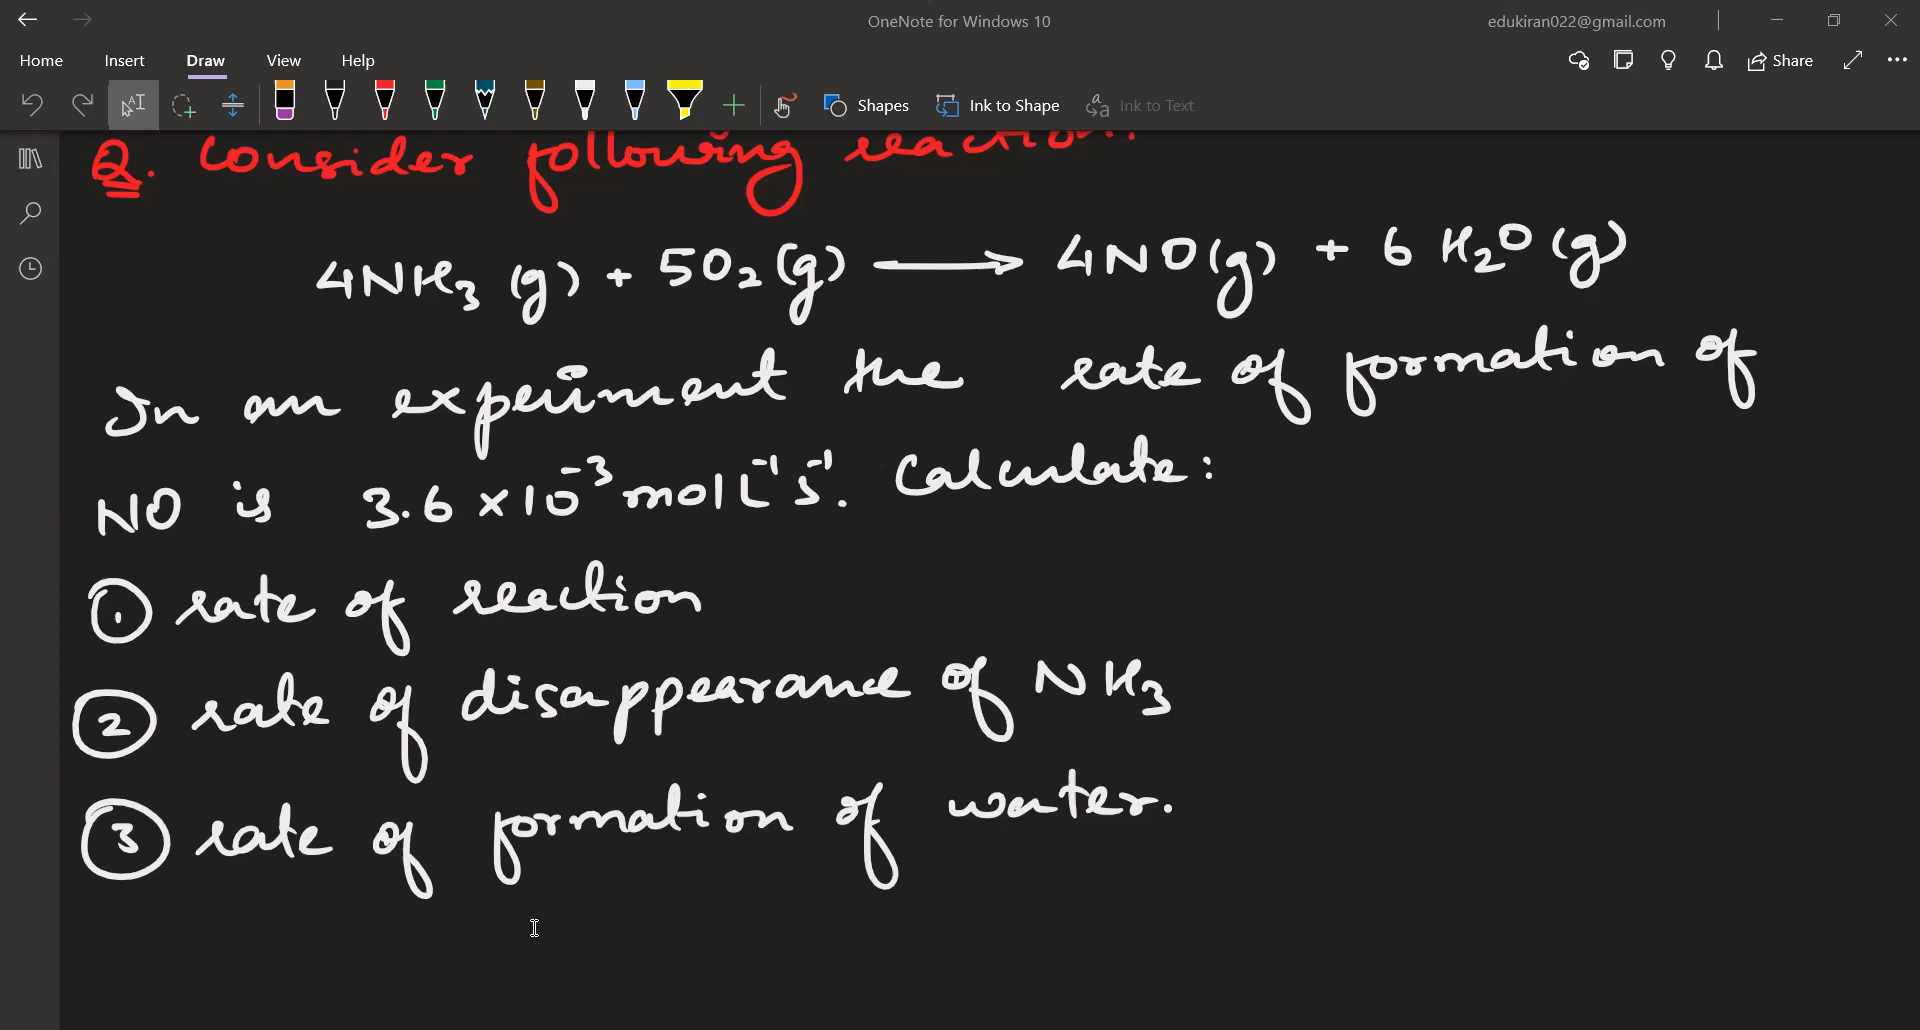 OneNote for Windows 10
edukiran022@gmail.com
Home Insert Draw View Help
Share
Shapes Ink to Shape Ink to Text
Q. Consider following reaction:
4NH₃ (g) + 5O₂ (g) ⟶ 4NO(g) + 6 H₂O (g)
In an experiment the rate of formation of
NO is 3.6 × 10⁻³ mol L⁻¹ s⁻¹. Calculate:
① rate of reaction
② rate of disappearance of NH₃
③ rate of formation of water.